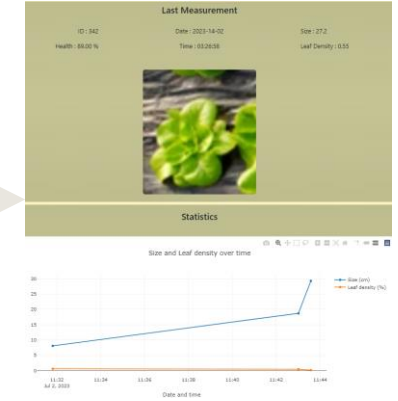 Last Measurement
ID : 342
Date : 2023-14-02
Size : 27.2
Health : 89.00 %
Time : 03:26:55
Leaf Density : 0.55
Statistics
Size and Leaf density over time
30
25
20
15
10
5
0
Size (cm)
Leaf density (%)
11:32
11:34
11:36
11:38
11:40
11:42
11:44
Jul 2, 2023
Date and time